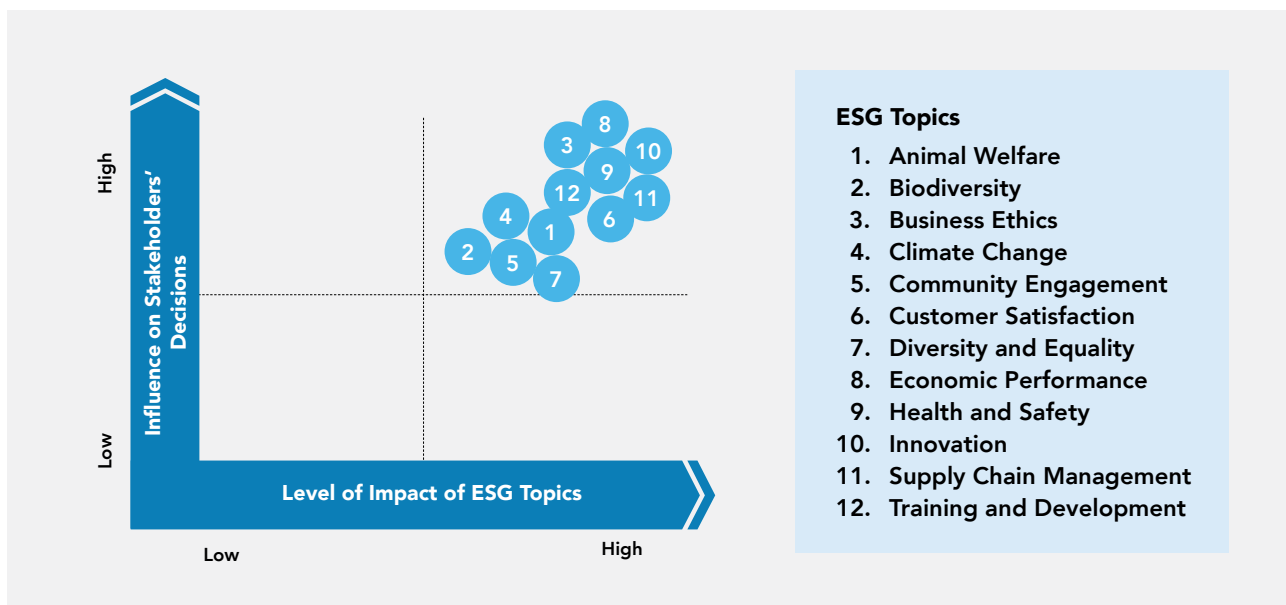 High
Low
Influence on Stakeholders'
Decisions
8
3
10
9
12
11
4
6
1
2
5
7
Level of Impact of ESG Topics
Low
High
ESG Topics
1. Animal Welfare
2. Biodiversity
3. Business Ethics
4. Climate Change
5. Community Engagement
6. Customer Satisfaction
7. Diversity and Equality
8. Economic Performance
9. Health and Safety
10. Innovation
11. Supply Chain Management
12. Training and Development